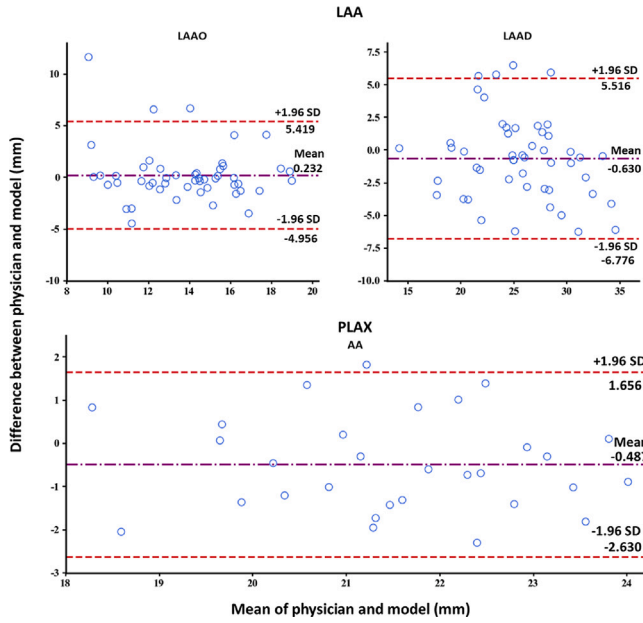 LAA
LAAO
LAAD
Difference between physician and model (mm)
10
5
0
-5
-10
8 10 12 14 16 18 20
+1.96 SD
5.419
Mean
0.232
-1.96 SD
-4.956
7.5
5.0
2.5
0.0
-2.5
-5.0
-7.5
-10.0
15 20 25 30 35
+1.96 SD
5.516
Mean
-0.630
-1.96 SD
-6.776
PLAX
AA
2
1
0
-1
-2
-3
18 19 20 21 22 23 24
+1.96 SD
1.656
Mean
-0.487
-1.96 SD
-2.630
Mean of physician and model (mm)